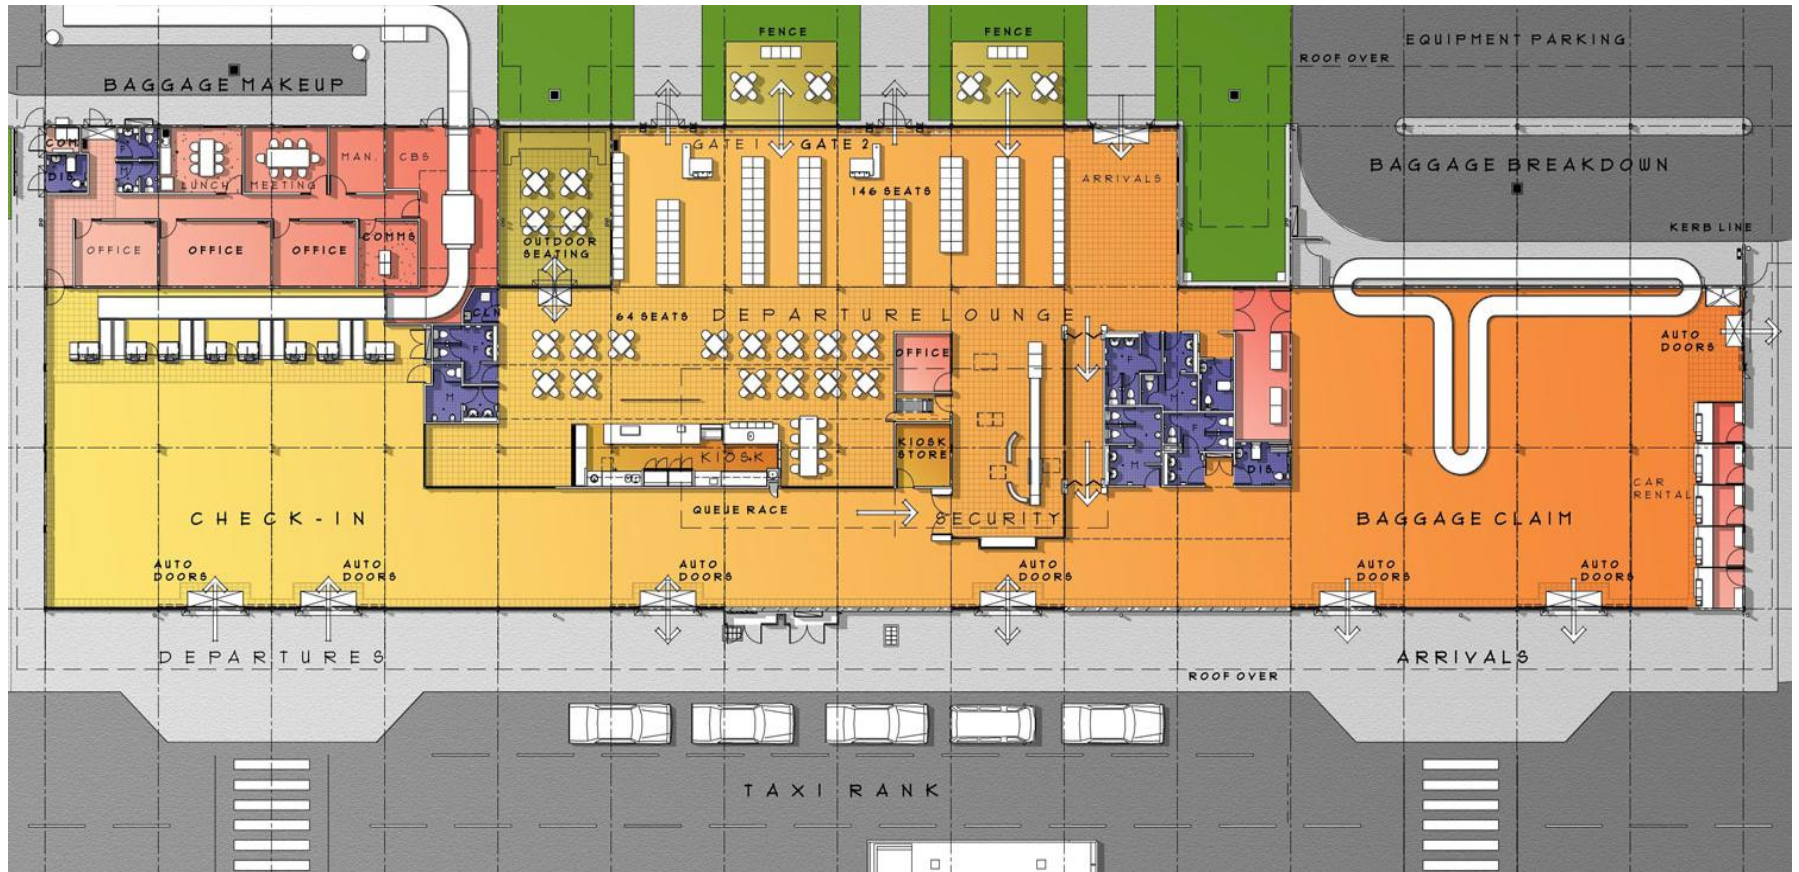 FENCE
FENCE
EQUIPMENT PARKING
ROOF OVER
BAGGAGE MAKEUP
COM
F
GATE 1
GATE 2
MAN.
CBS
BAGGAGE BREAKDOWN
DIS
M
LUNCH
MEETING
146 SEATS
ARRIVALS
OFFICE
OFFICE
OFFICE
COMMS
OUTDOOR
SEATING
KERB LINE
CLN
64 SEATS
DEPARTURE LOUNGE
F
OFFICE
F
AUTO
DOORS
M
KIOSK
KIOSK
STORE
F
M
DIS
CAR
RENTAL
QUEUE RACE
CHECK-IN
SECURITY
BAGGAGE CLAIM
AUTO
DOORS
AUTO
DOORS
AUTO
DOORS
AUTO
DOORS
AUTO
DOORS
AUTO
DOORS
DEPARTURES
ARRIVALS
ROOF OVER
TAXI RANK